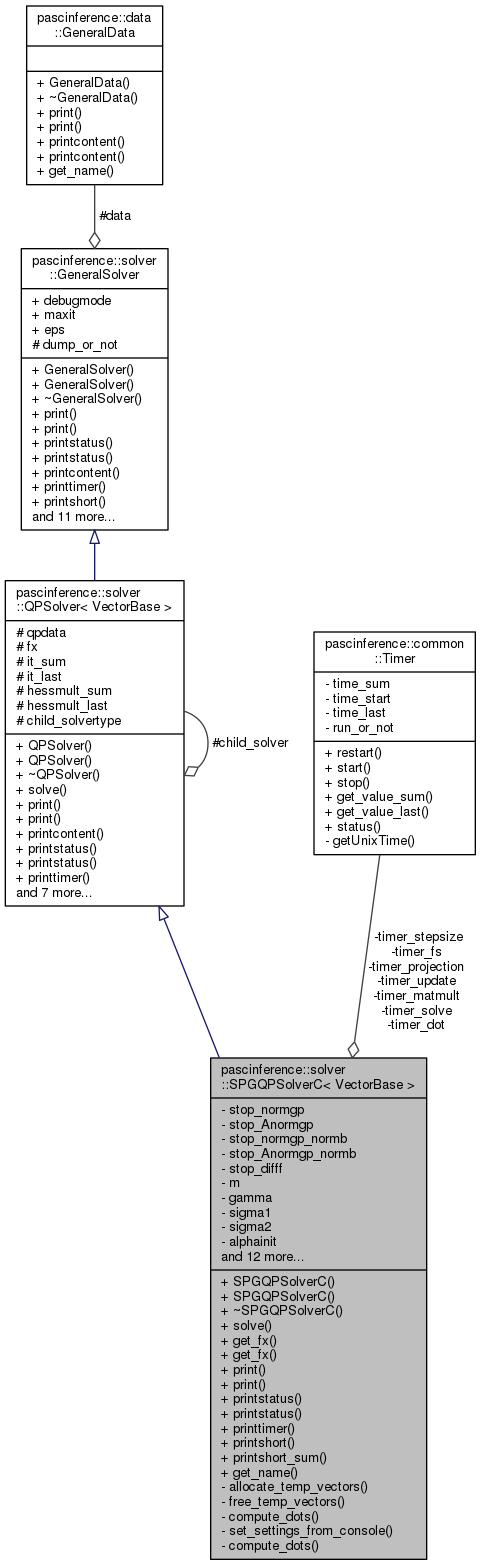 pascinference::data
::GeneralData
+ GeneralData()
+ ~GeneralData()
+ print()
+ print()
+ printcontent()
+ printcontent()
+ get_name()
#data
pascinference::solver
::GeneralSolver
+ debugmode
+ maxit
+ eps
# dump_or_not
+ GeneralSolver()
+ GeneralSolver()
+ ~GeneralSolver()
+ print()
+ print()
+ printstatus()
+ printstatus()
+ printcontent()
+ printtimer()
+ printshort()
and 11 more...
pascinference::solver
::QPSolver< VectorBase >
# qpdata
# fx
# it_sum
# it_last
# hessmult_sum
# hessmult_last
# child_solvertype
+ QPSolver()
+ QPSolver()
+ ~QPSolver()
+ solve()
+ print()
+ print()
+ printcontent()
+ printstatus()
+ printstatus()
+ printtimer()
and 7 more...
#child_solver
pascinference::common
::Timer
- time_sum
- time_start
- time_last
- run_or_not
+ restart()
+ start()
+ stop()
+ get_value_sum()
+ get_value_last()
+ status()
- getUnixTime()
-timer_stepsize
-timer_fs
-timer_projection
-timer_update
-timer_matmult
-timer_solve
-timer_dot
pascinference::solver
::SPGQPSolverC< VectorBase >
- stop_normgp
- stop_Anormgp
- stop_normgp_normb
- stop_Anormgp_normb
- stop_difff
- m
- gamma
- sigma1
- sigma2
- alphainit
and 12 more...
+ SPGQPSolverC()
+ SPGQPSolverC()
+ ~SPGQPSolverC()
+ solve()
+ get_fx()
+ get_fx()
+ print()
+ print()
+ printstatus()
+ printstatus()
+ printtimer()
+ printshort()
+ printshort_sum()
+ get_name()
- allocate_temp_vectors()
- free_temp_vectors()
- compute_dots()
- set_settings_from_console()
- compute_dots()